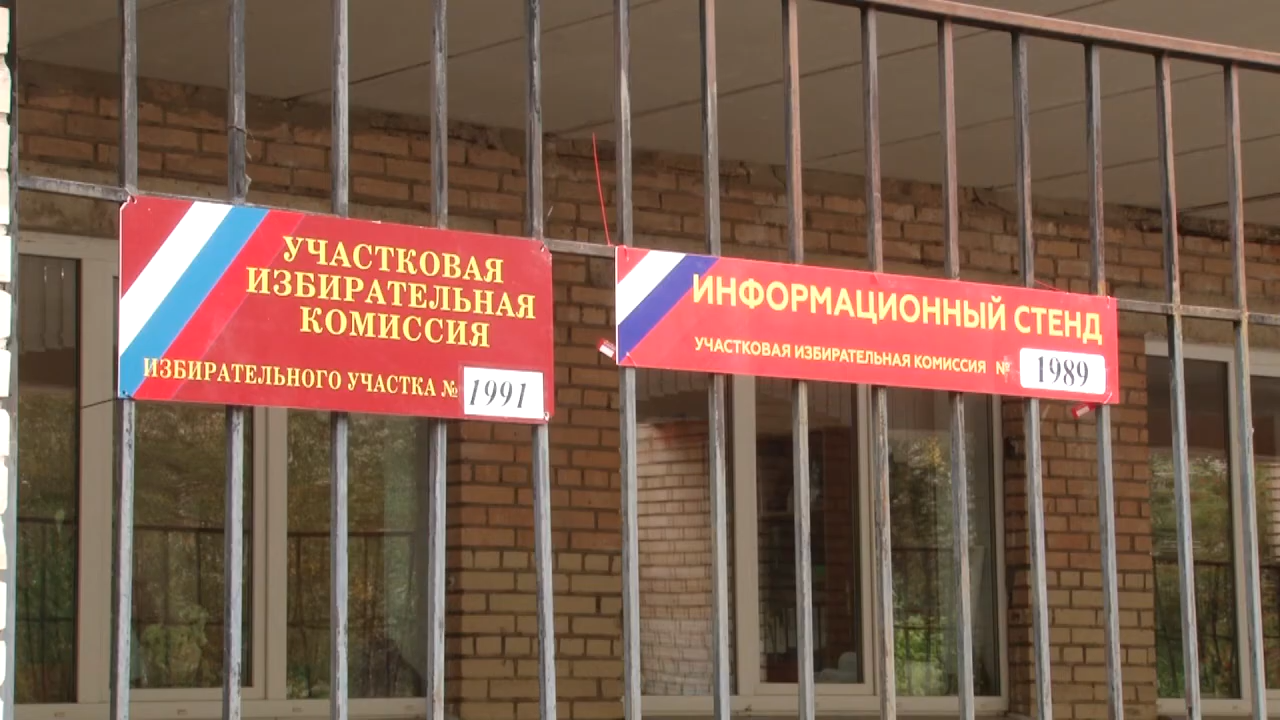 УЧАСТКОВАЯ
ИЗБИРАТЕЛЬНАЯ
КОМИССИЯ
ИЗБИРАТЕЛЬНОГО УЧАСТКА № 1991
ИНФОРМАЦИОННЫЙ СТЕНД
УЧАСТКОВАЯ ИЗБИРАТЕЛЬНАЯ КОМИССИЯ № 1989